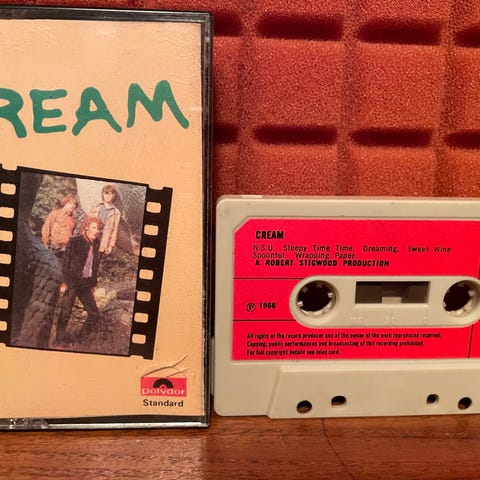 REAM
polydor
Standard
CREAM
N.S.U. Sleepy Time Time. Dreaming. Sweet Wine
Spoonful. Wrapping Paper.
A ROBERT STIGWOOD PRODUCTION
Ⓟ 1966
All rights of the record producer and of the owner of the work reproduced reserved.
Copying, public performances and broadcasting of this recording prohibited.
For full copyright details see inlay card.